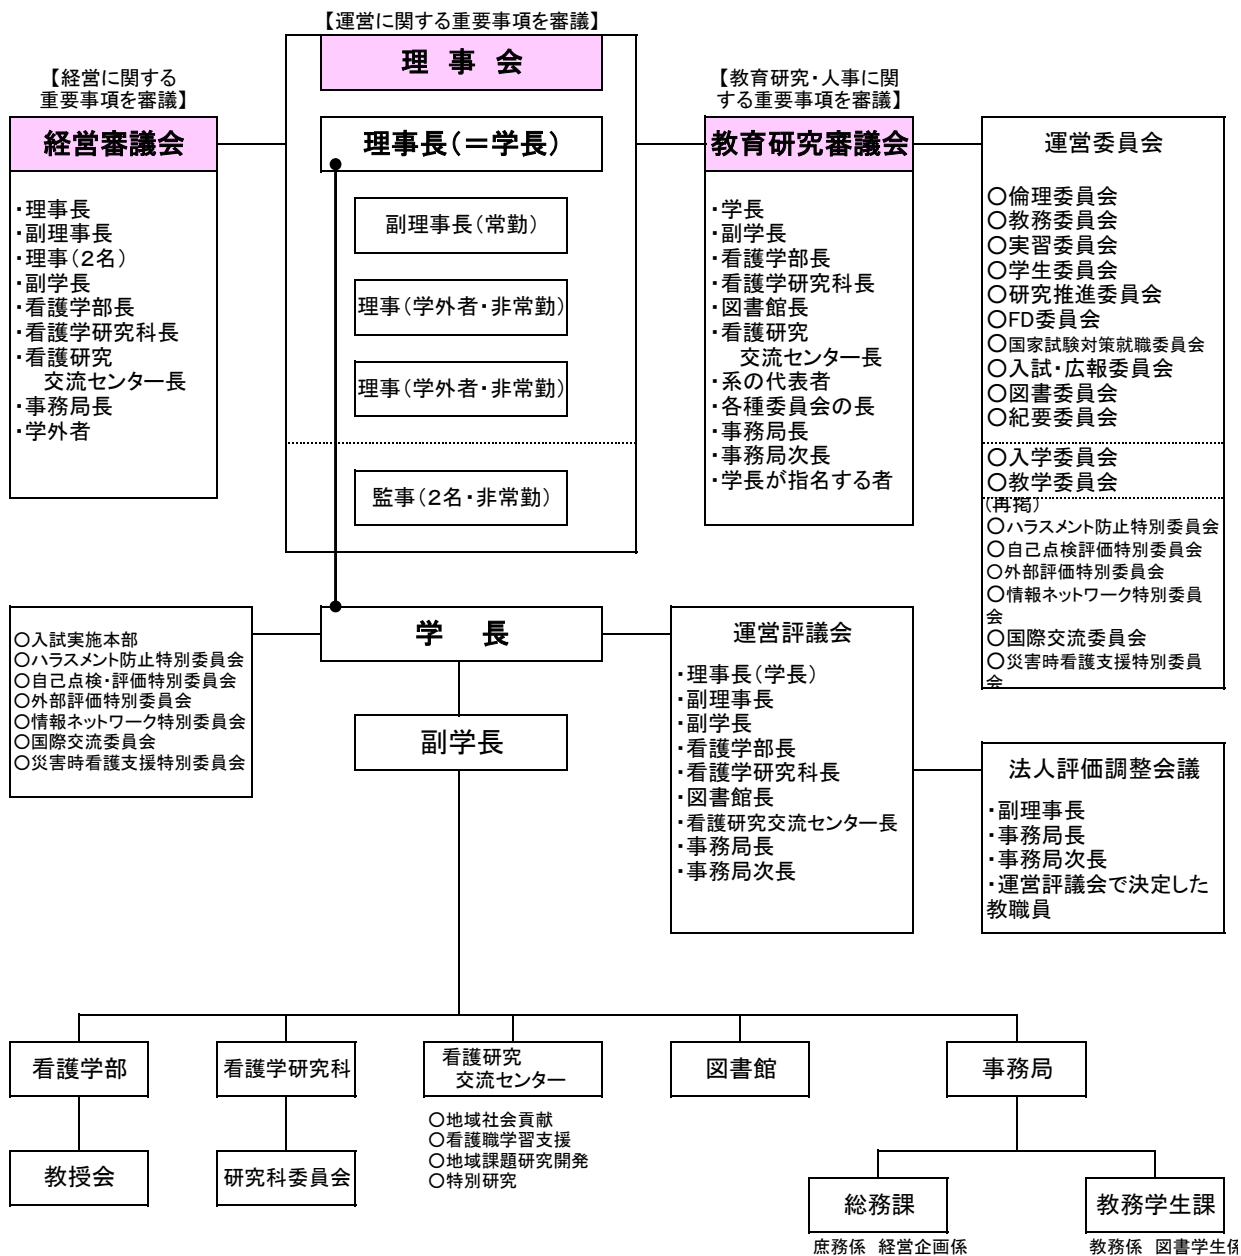 【運営に関する重要事項を審議】
理 事 会
【経営に関する
重要事項を審議】
経営審議会
・理事長
・副理事長
・理事(2名)
・副学長
・看護学部長
・看護学研究科長
・看護研究
交流センター長
・事務局長
・学外者
理事長(=学長)
副理事長(常勤)
理事(学外者・非常勤)
理事(学外者・非常勤)
監事(2名・非常勤)
【教育研究・人事に関
する重要事項を審議】
教育研究審議会
・学長
・副学長
・看護学部長
・看護学研究科長
・図書館長
・看護研究
交流センター長
・系の代表者
・各種委員会の長
・事務局長
・事務局次長
・学長が指名する者
運営委員会
○倫理委員会
○教務委員会
○実習委員会
○学生委員会
○研究推進委員会
○FD委員会
○国家試験対策就職委員会
○入試・広報委員会
○図書委員会
○紀要委員会
○入学委員会
○教学委員会
(再掲)
○ハラスメント防止特別委員会
○自己点検評価特別委員会
○外部評価特別委員会
○情報ネットワーク特別委員
会
○国際交流委員会
○災害時看護支援特別委員
会
○入試実施本部
○ハラスメント防止特別委員会
○自己点検・評価特別委員会
○外部評価特別委員会
○情報ネットワーク特別委員会
○国際交流委員会
○災害時看護支援特別委員会
学 長
副学長
運営評議会
・理事長(学長)
・副理事長
・副学長
・看護学部長
・看護学研究科長
・図書館長
・看護研究交流センター長
・事務局長
・事務局次長
法人評価調整会議
・副理事長
・事務局長
・事務局次長
・運営評議会で決定した
教職員
看護学部
教授会
看護学研究科
研究科委員会
看護研究
交流センター
○地域社会貢献
○看護職学習支援
○地域課題研究開発
○特別研究
図書館
事務局
総務課
庶務係 経営企画係
教務学生課
教務係 図書学生係